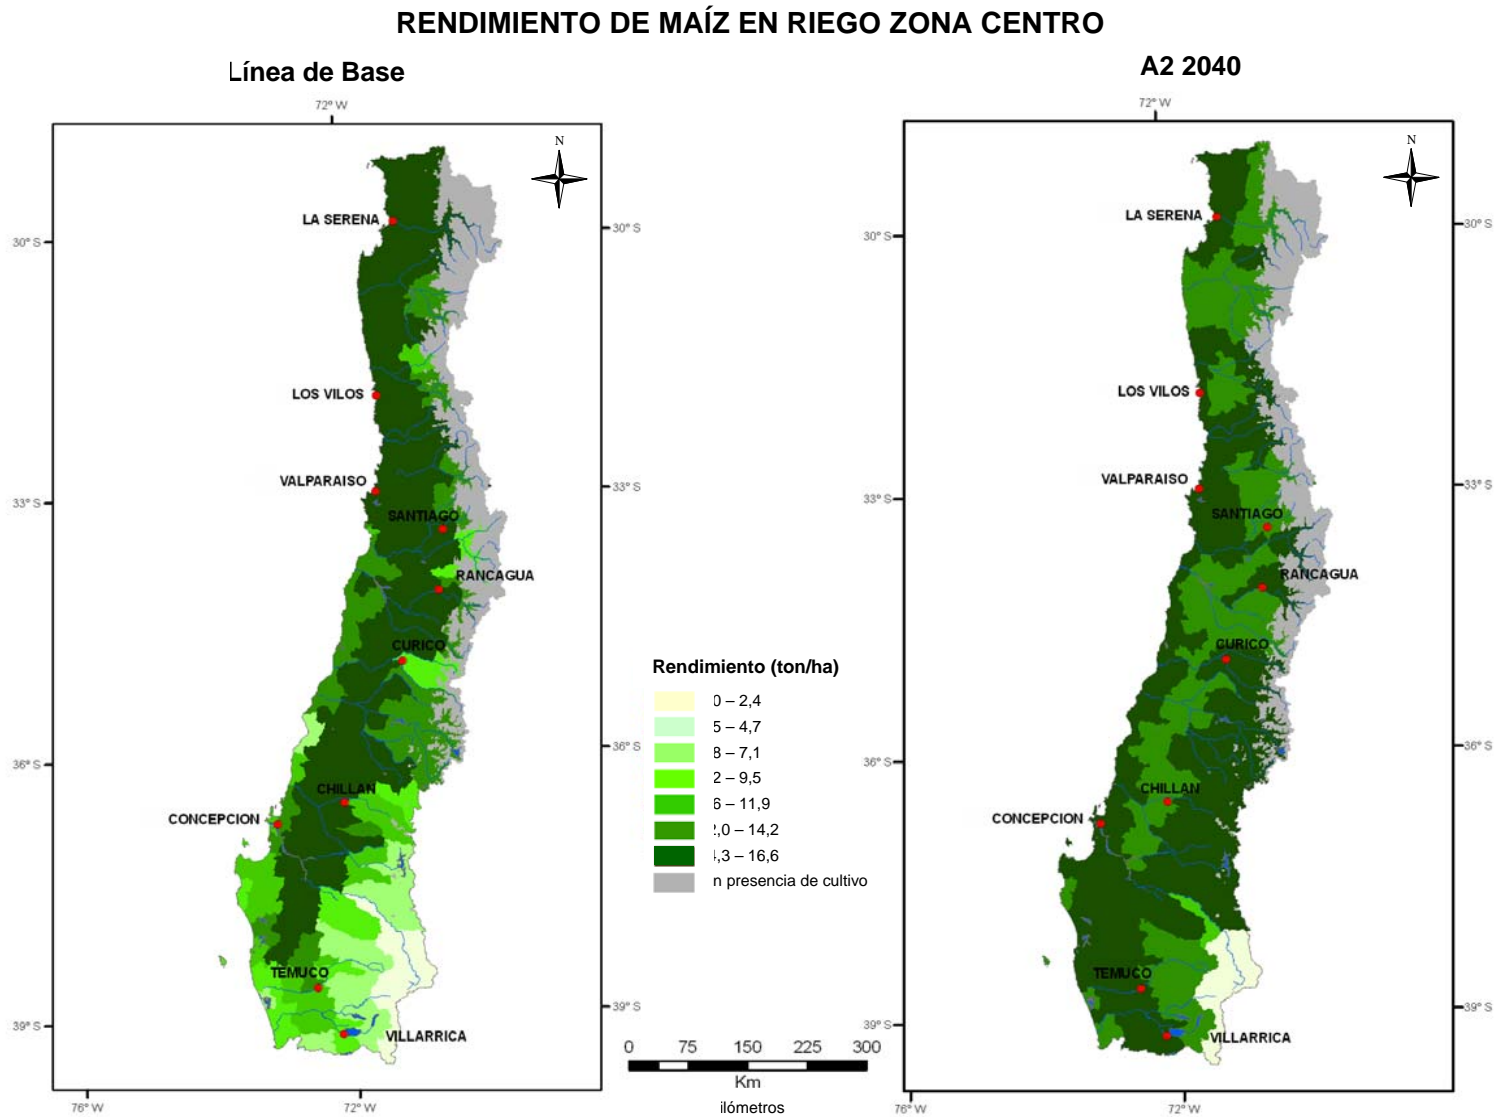 RENDIMIENTO DE MAÍZ EN RIEGO ZONA CENTRO
Línea de Base
72° W
N
LA SERENA
30° S
30° S
LOS VILOS
VALPARAISO
33° S
33° S
SANTIAGO
RANCAGUA
CURICO
36° S
36° S
CHILLAN
CONCEPCION
TEMUCO
39° S
39° S
VILLARRICA
76° W
72° W
Rendimiento (ton/ha)
0 – 2,4
5 – 4,7
8 – 7,1
2 – 9,5
6 – 11,9
2,0 – 14,2
4,3 – 16,6
n presencia de cultivo
0 75 150 225 300
Km
ilómetros
A2 2040
72° W
N
LA SERENA
30° S
30° S
LOS VILOS
VALPARAISO
33° S
33° S
SANTIAGO
RANCAGUA
CURICO
36° S
36° S
CHILLAN
CONCEPCION
TEMUCO
39° S
39° S
VILLARRICA
76° W
72° W